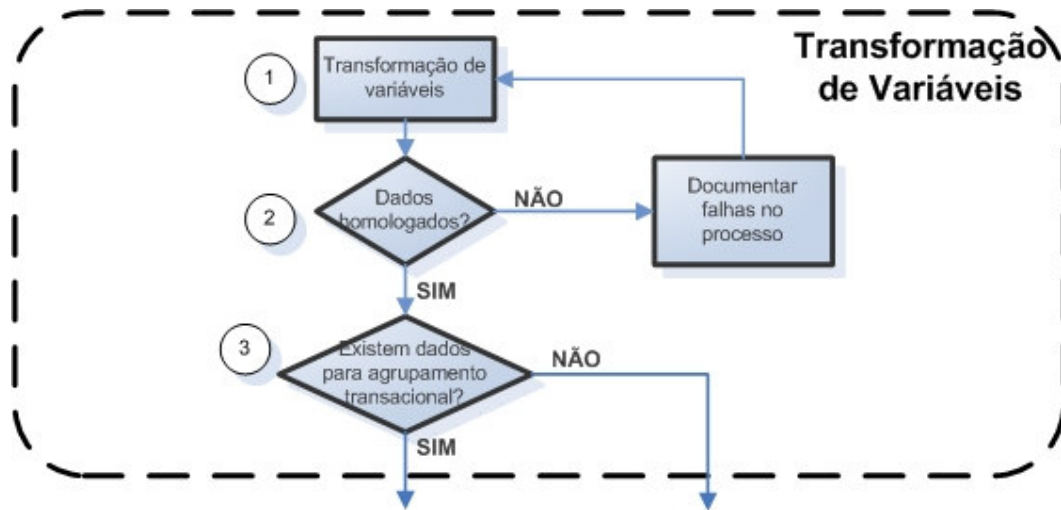 Transformação
de Variáveis
1
Transformação de
variáveis
2
Dados
homologados?
NÃO
Documentar
falhas no
processo
SIM
3
Existem dados
para agrupamento
transacional?
NÃO
SIM